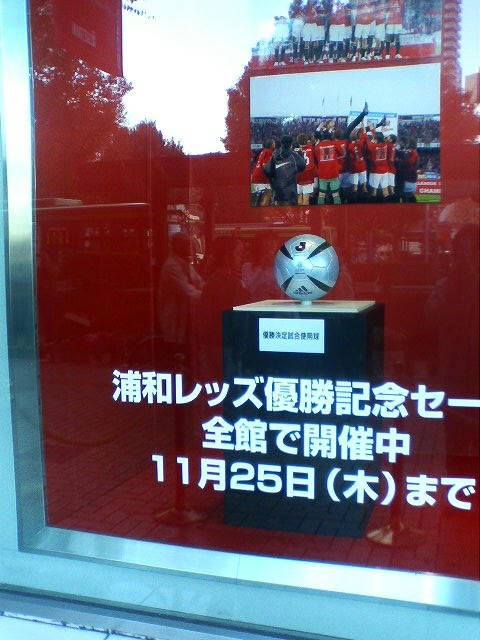 J
adidas
優勝決定試合使用球
浦和レッズ優勝記念セー
全館で開催中
11月25日（木）まで